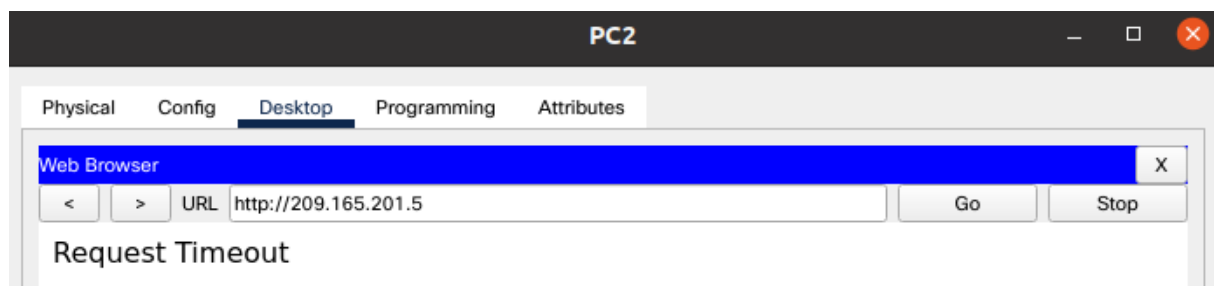 PC2
Physical Config Desktop Programming Attributes
Web Browser X
< > URL http://209.165.201.5 Go Stop
Request Timeout